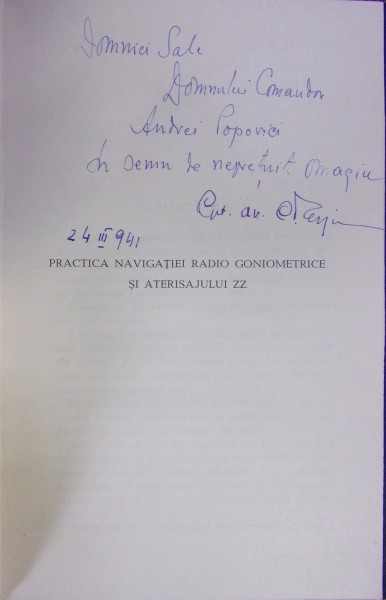 Domniei Sale
Domnului Comandor
Andrei Popovici
În semn de neprețuit omagiu
Cpt. av.
24 III 941
PRACTICA NAVIGAȚIEI RADIO GONIOMETRICE
ȘI ATERISAJULUI ZZ